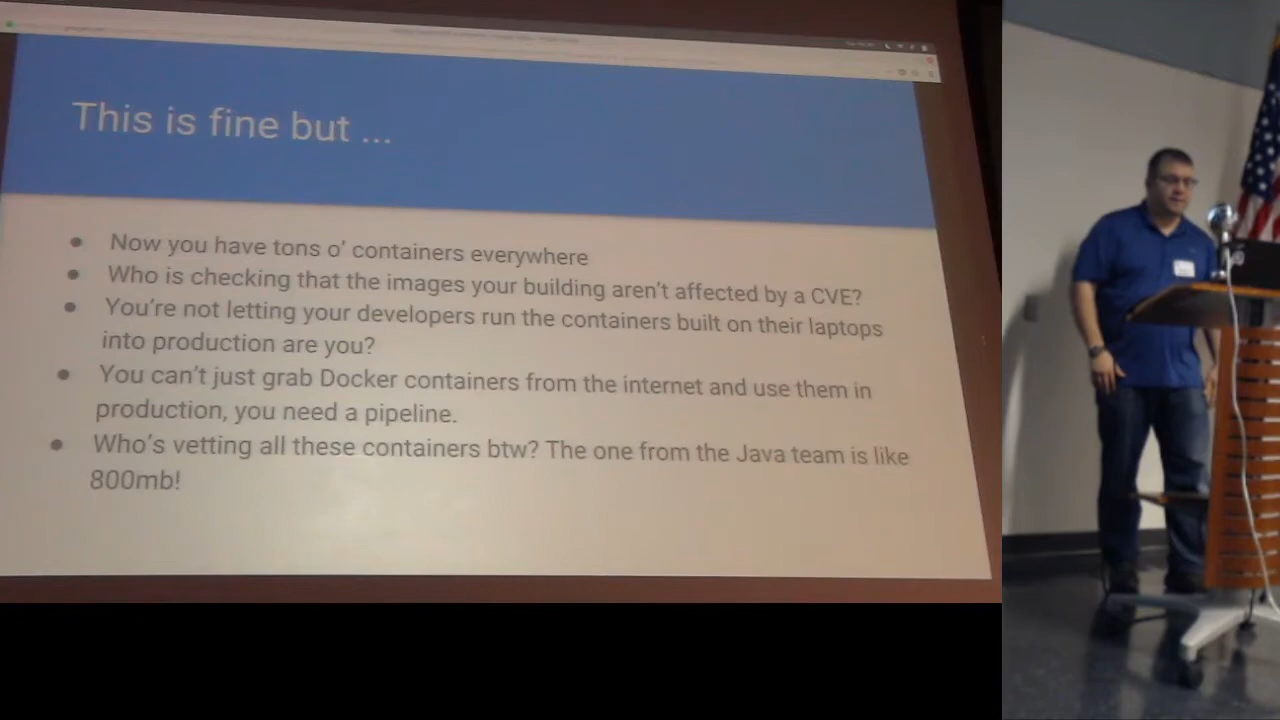 This is fine but ...
● Now you have tons o' containers everywhere
● Who is checking that the images your building aren't affected by a CVE?
● You're not letting your developers run the containers built on their laptops
into production are you?
● You can't just grab Docker containers from the internet and use them in
production, you need a pipeline.
● Who's vetting all these containers btw? The one from the Java team is like
800mb!